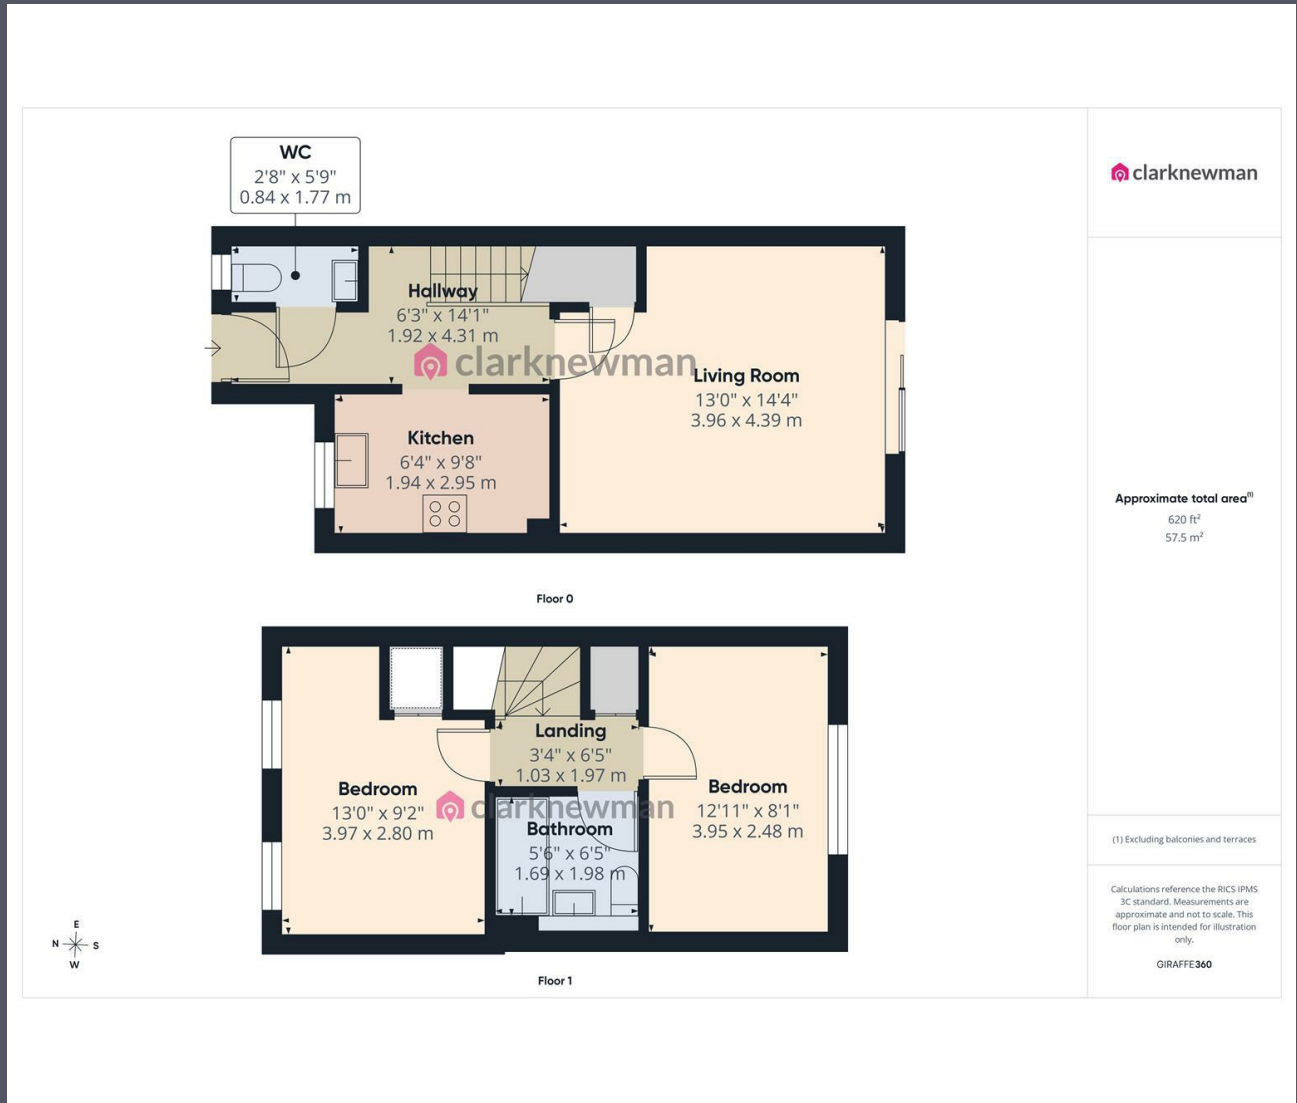 WC
2'8" x 5'9"
0.84 x 1.77 m
Hallway
6'3" x 14'1"
1.92 x 4.31 m
clarknewman
Living Room
13'0" x 14'4"
3.96 x 4.39 m
Kitchen
6'4" x 9'8"
1.94 x 2.95 m
Floor 0
Landing
3'4" x 6'5"
1.03 x 1.97 m
Bedroom
13'0" x 9'2"
3.97 x 2.80 m
clarknewman
Bathroom
5'6" x 6'5"
1.69 x 1.98 m
Bedroom
12'11" x 8'1"
3.95 x 2.48 m
E
N S
W
Floor 1
clarknewman
Approximate total area(1)
620 ft²
57.5 m²
(1) Excluding balconies and terraces
Calculations reference the RICS IPMS
3C standard. Measurements are
approximate and not to scale. This
floor plan is intended for illustration
only.
GIRAFFE360